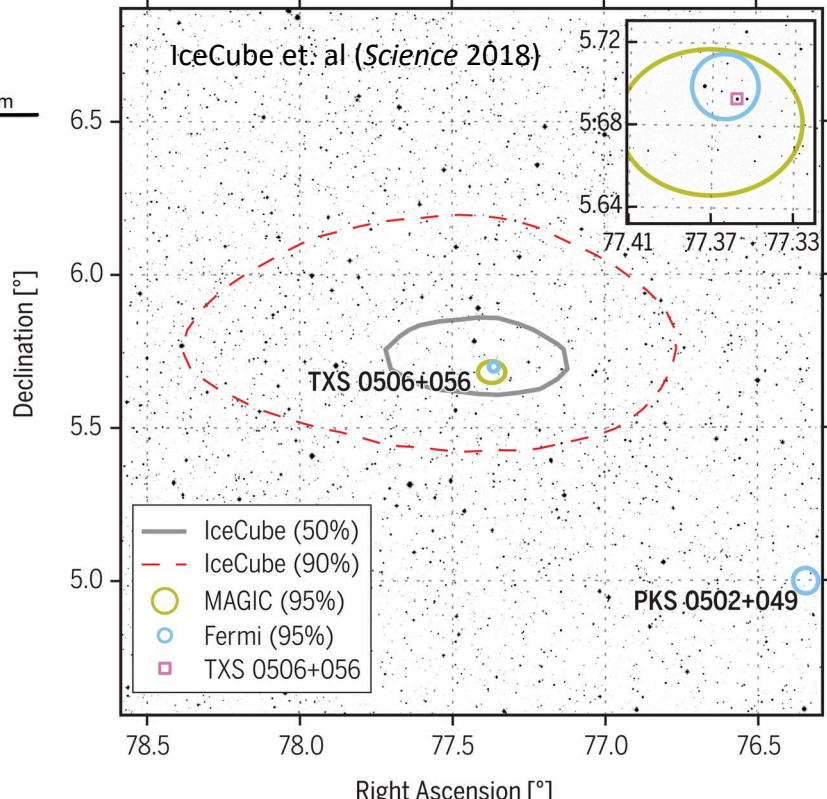 IceCube et. al (Science 2018)
m
6.5
6.0
5.5
5.0
Declination [°]
5.72
5.68
5.64
77.41 77.37 77.33
TXS 0506+056
PKS 0502+049
IceCube (50%)
IceCube (90%)
MAGIC (95%)
Fermi (95%)
TXS 0506+056
78.5 78.0 77.5 77.0 76.5
Right Ascension [°]